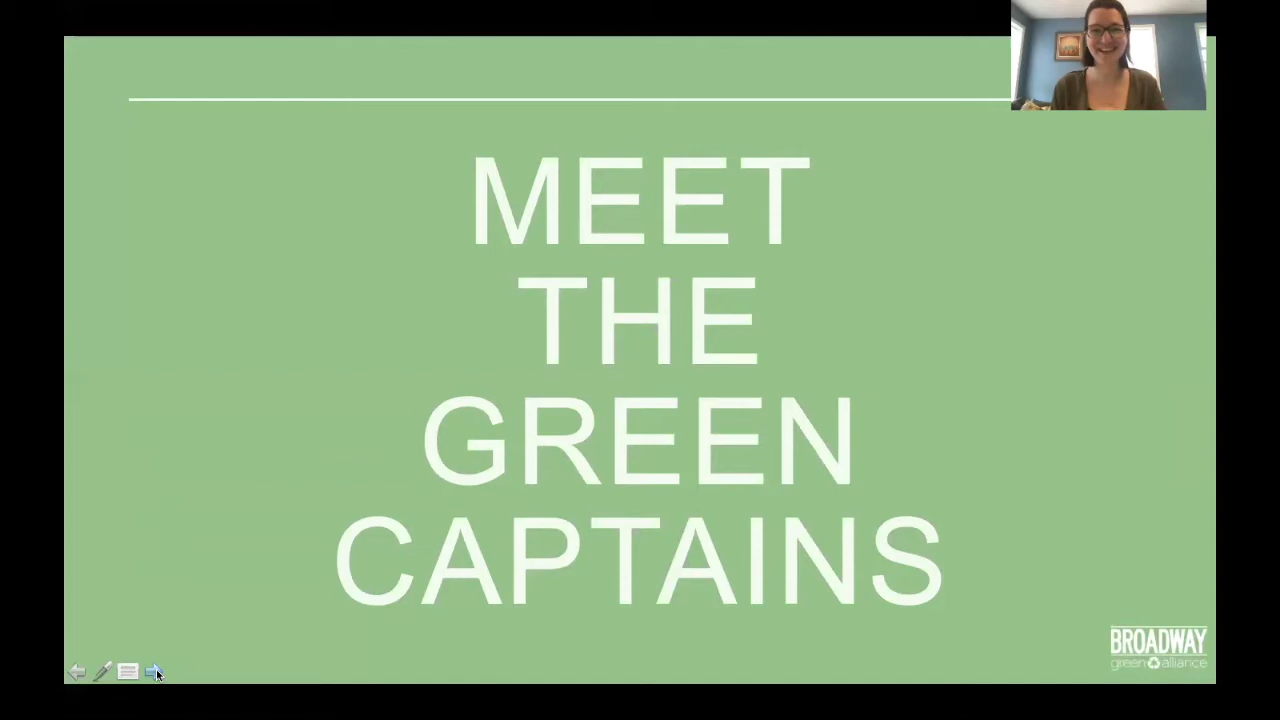 MEET
THE
GREEN
CAPTAINS
BROADWAY
green alliance